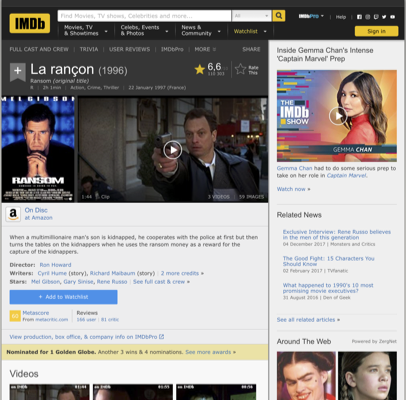 IMDb
Find Movies, TV shows, Celebrities and more...
All
IMDbPro
Help
Movies, TV & Showtimes
Celebs, Events & Photos
News & Community
Watchlist
Sign in
FULL CAST AND CREW | TRIVIA | USER REVIEWS | IMDbPro | MORE
SHARE
La rançon (1996)
Ransom (original title)
R | 2h 1min | Action, Crime, Thriller | 22 January 1997 (France)
6,6/10
Rate This
MEL GIBSON
RANSOM
1:44 | Clip
3 VIDEOS | 59 IMAGES
On Disc
at Amazon
When a multimillionaire man's son is kidnapped, he cooperates with the police at first but then
turns the tables on the kidnappers when he uses the ransom money as a reward for the
capture of the kidnappers.
Director: Ron Howard
Writers: Cyril Hume (story), Richard Maibaum (story) | 2 more credits »
Stars: Mel Gibson, Gary Sinise, Rene Russo | See full cast & crew »
+ Add to Watchlist
Metascore
From metacritic.com
Reviews
166 user | 81 critic
View production, box office, & company info on IMDbPro
Nominated for 1 Golden Globe. Another 3 wins & 4 nominations. See more awards »
Videos
Inside Gemma Chan's Intense
'Captain Marvel' Prep
THE
IMDb
SHOW
GEMMA CHAN
Gemma Chan had to do some serious prep to
take on her role in Captain Marvel.
Watch now »
Related News
Exclusive Interview: Rene Russo believes
in the men of this generation
04 December 2017 | Monsters and Critics
The Good Fight: 15 Characters You
Should Know
02 February 2017 | TVfanatic
What happened to 1990's 10 most
promising movie executives?
31 August 2016 | Den of Geek
See all related articles »
Around The Web
Powered by ZergNet